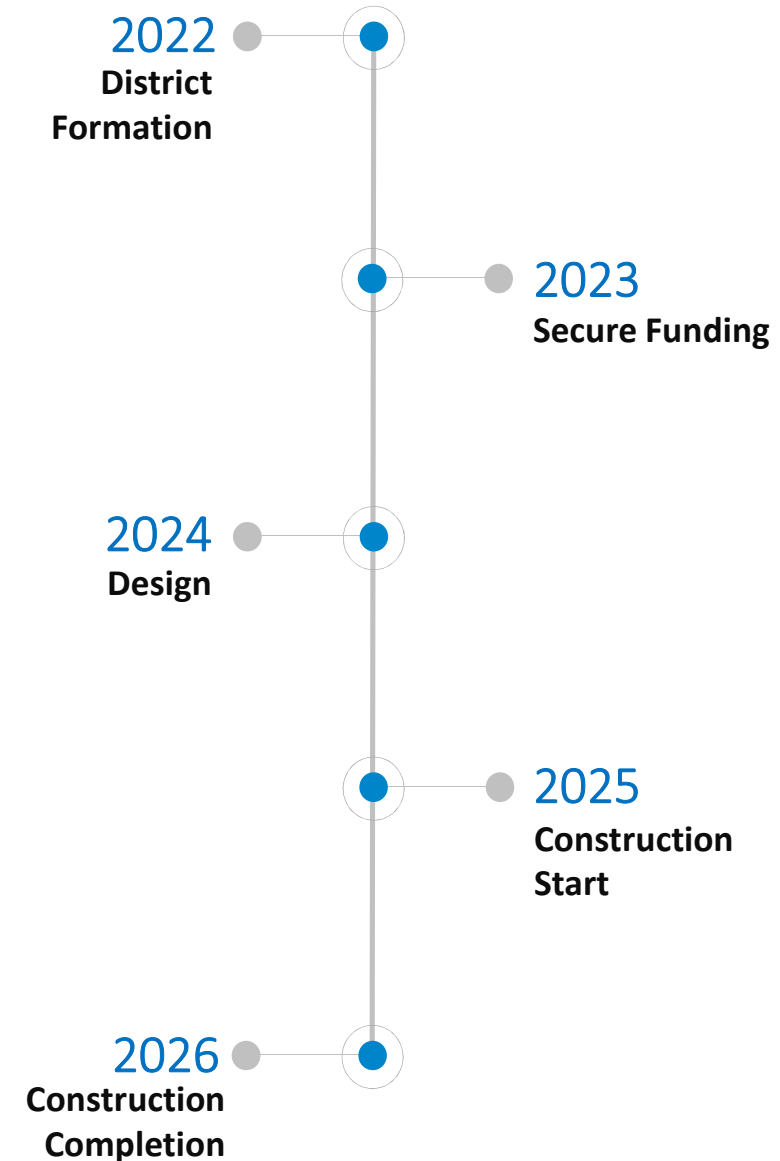 2022
District
Formation
2023
Secure Funding
2024
Design
2025
Construction
Start
2026
Construction
Completion